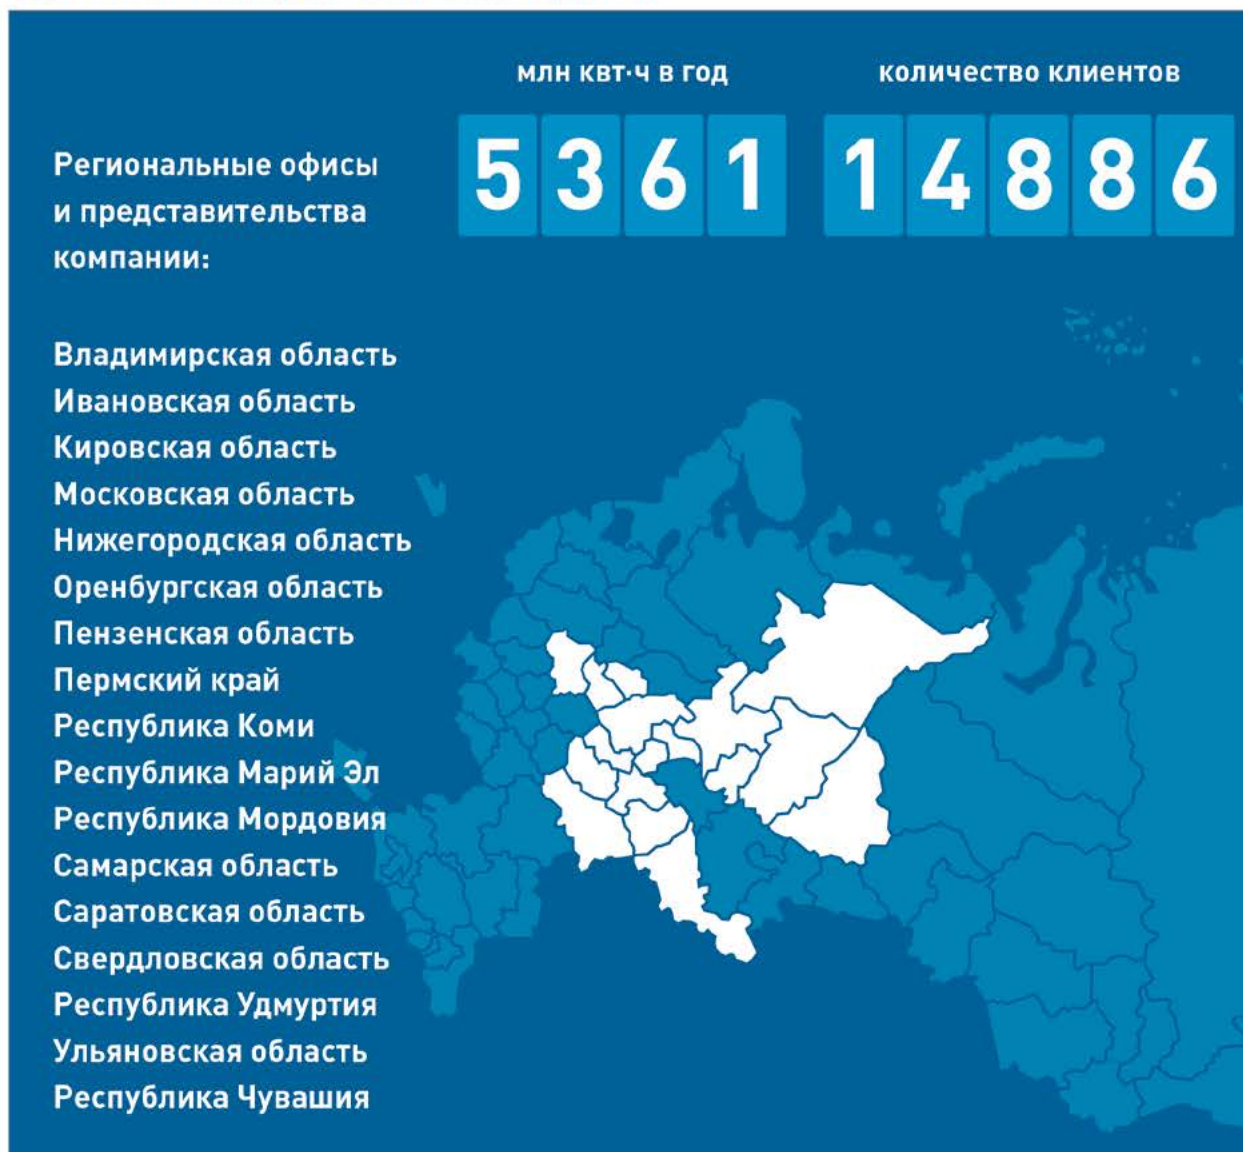 млн квт·ч в год
количество клиентов
5361
14886
Региональные офисы
и представительства
компании:
Владимирская область
Ивановская область
Кировская область
Московская область
Нижегородская область
Оренбургская область
Пензенская область
Пермский край
Республика Коми
Республика Марий Эл
Республика Мордовия
Самарская область
Саратовская область
Свердловская область
Республика Удмуртия
Ульяновская область
Республика Чувашия